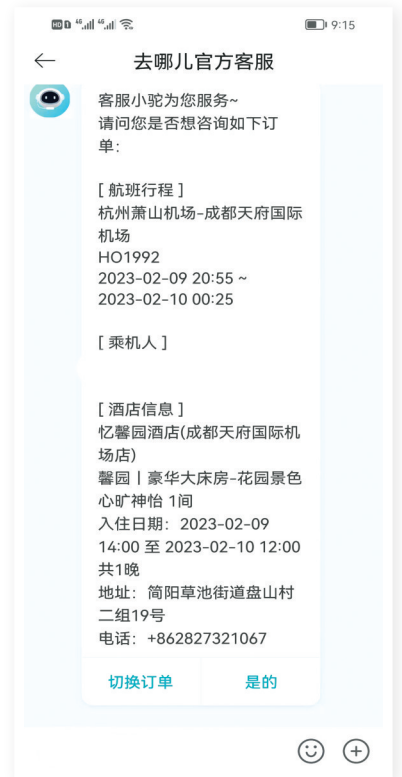 HD 46 46 9:15
去哪儿官方客服
客服小驼为您服务~
请问您是否想咨询如下订
单：
[ 航班行程 ]
杭州萧山机场-成都天府国际
机场
HO1992
2023-02-09 20:55 ~
2023-02-10 00:25
[ 乘机人 ]
[ 酒店信息 ]
忆馨园酒店(成都天府国际机
场店)
馨园丨豪华大床房-花园景色
心旷神怡 1间
入住日期：2023-02-09
14:00 至 2023-02-10 12:00
共1晚
地址：简阳草池街道盘山村
二组19号
电话：+862827321067
切换订单 是的